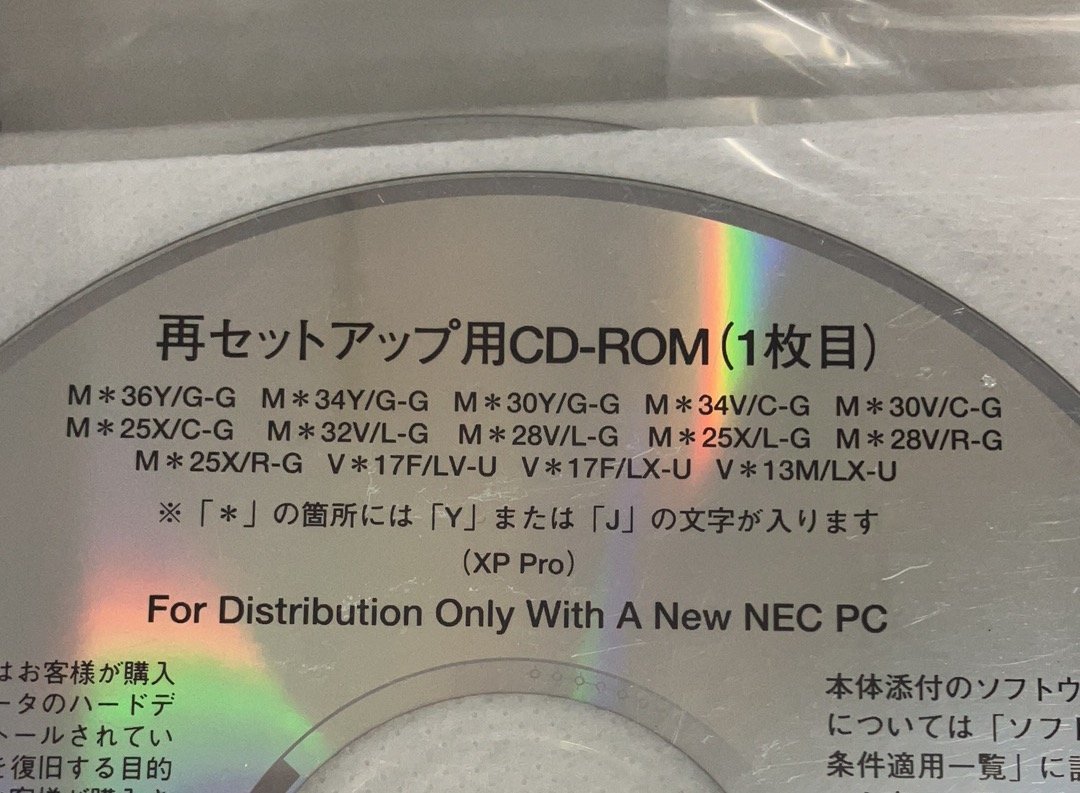 再セットアップ用CD-ROM(1枚目)
M＊36Y/G-G M＊34Y/G-G M＊30Y/G-G M＊34V/C-G M＊30V/C-G
M＊25X/C-G M＊32V/L-G M＊28V/L-G M＊25X/L-G M＊28V/R-G
M＊25X/R-G V＊17F/LV-U V＊17F/LX-U V＊13M/LX-U
※「＊」の箇所には「Y」または「J」の文字が入ります
(XP Pro)
For Distribution Only With A New NEC PC
はお客様が購入
ータのハードデ
トールされてい
を復旧する目的
本体添付のソフトウ
については「ソフト
条件適用一覧」に記